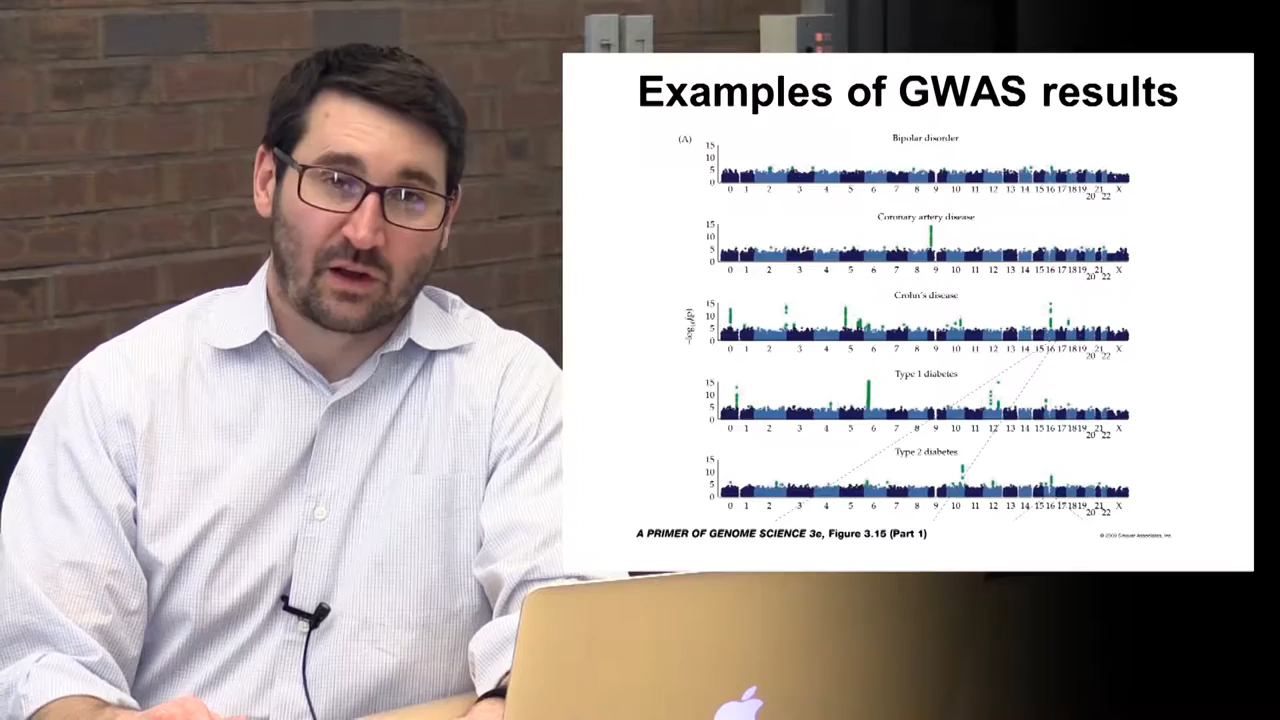 Examples of GWAS results
(A)
Bipolar disorder
15
10
5
0
0 1 2 3 4 5 6 7 8 9 10 11 12 13 14 15 16 17 18 19 20 21 22 X
Coronary artery disease
15
10
5
0
0 1 2 3 4 5 6 7 8 9 10 11 12 13 14 15 16 17 18 19 20 21 22 X
Crohn's disease
-log10(p)
15
10
5
0
0 1 2 3 4 5 6 7 8 9 10 11 12 13 14 15 16 17 18 19 20 21 22 X
Type 1 diabetes
15
10
5
0
0 1 2 3 4 5 6 7 8 9 10 11 12 13 14 15 16 17 18 19 20 21 22 X
Type 2 diabetes
15
10
5
0
0 1 2 3 4 5 6 7 8 9 10 11 12 13 14 15 16 17 18 19 20 21 22 X
A PRIMER OF GENOME SCIENCE 3e, Figure 3.15 (Part 1)
© 2009 Sinauer Associates, Inc.